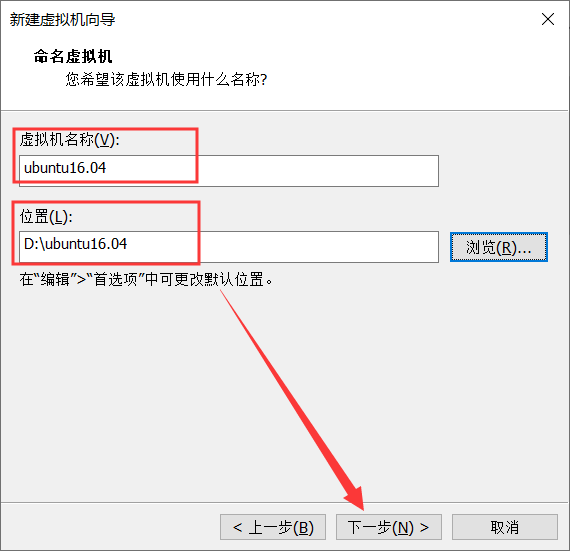 新建虚拟机向导
命名虚拟机
您希望该虚拟机使用什么名称?
虚拟机名称(V):
ubuntu16.04
位置(L):
D:\ubuntu16.04
浏览(R)...
在“编辑”>“首选项”中可更改默认位置。
< 上一步(B)
下一步(N) >
取消